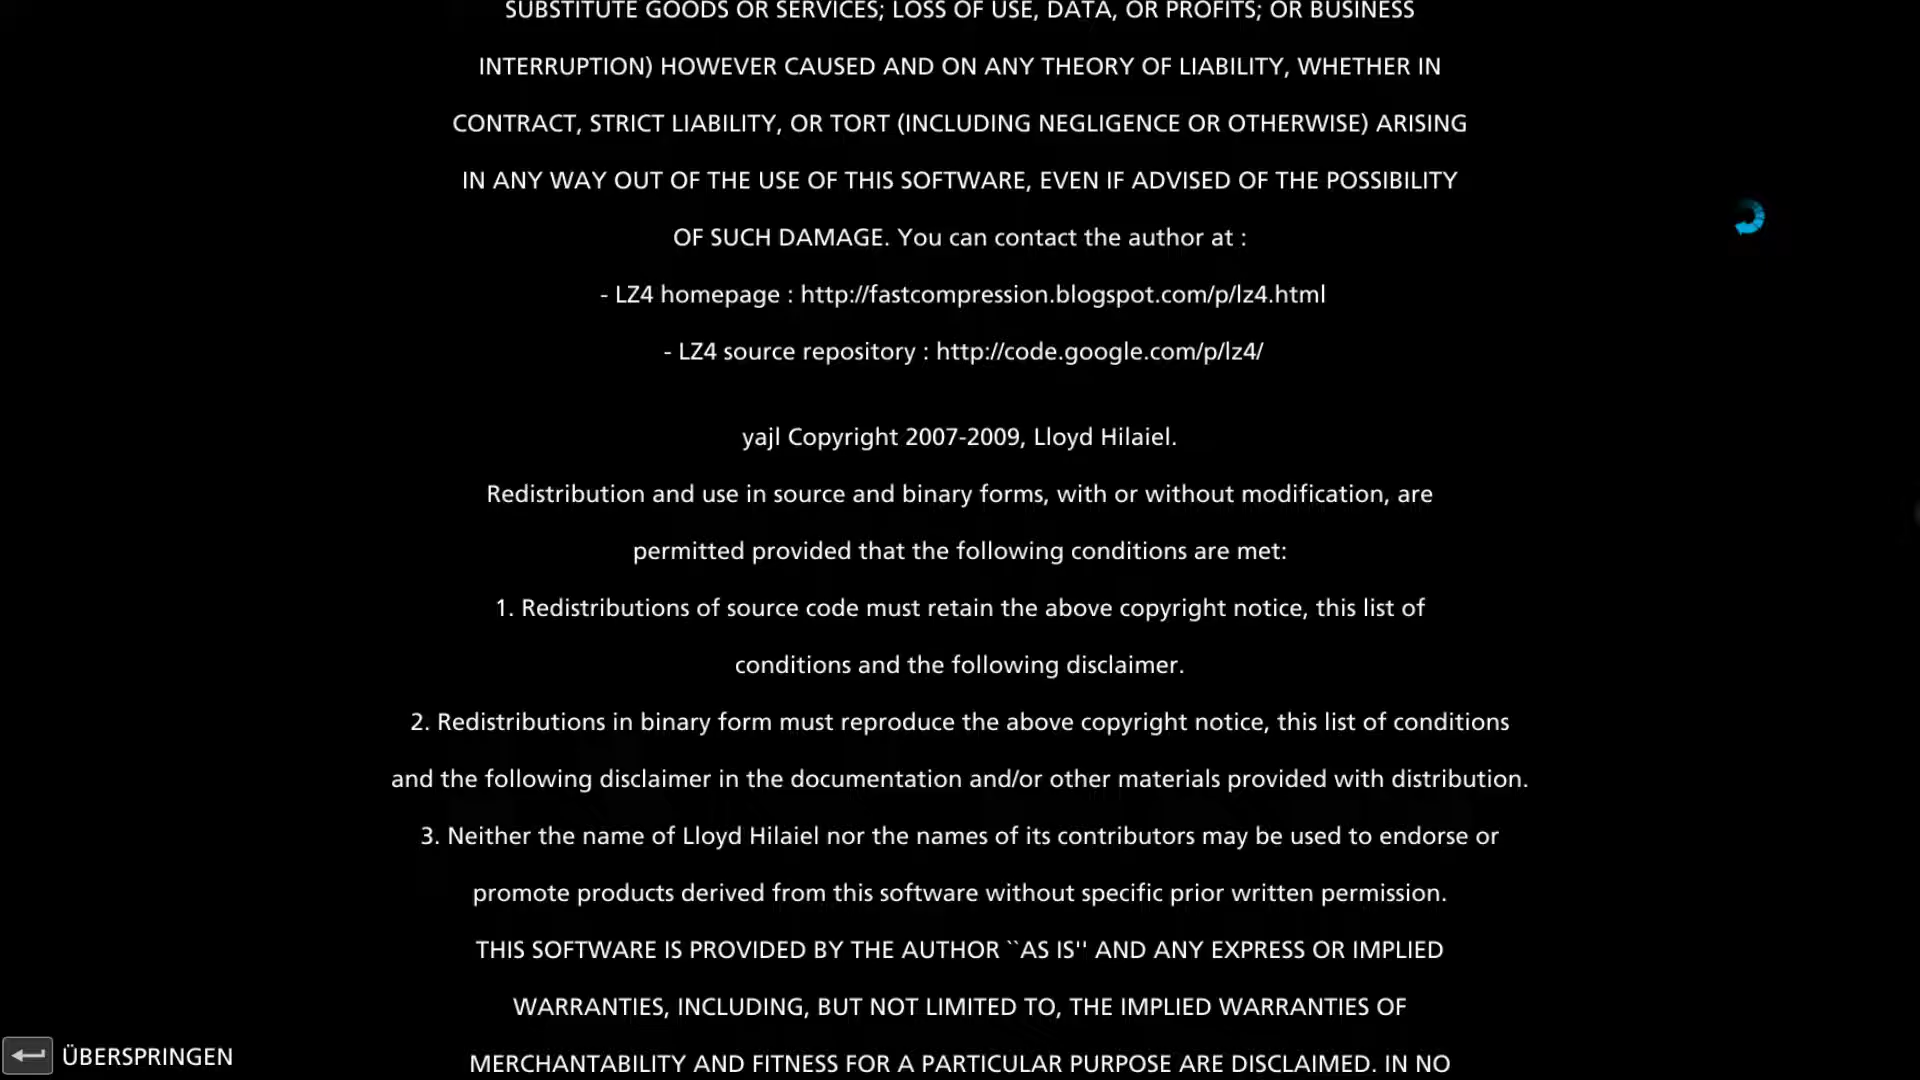 SUBSTITUTE GOODS OR SERVICES; LOSS OF USE, DATA, OR PROFITS; OR BUSINESS
INTERRUPTION) HOWEVER CAUSED AND ON ANY THEORY OF LIABILITY, WHETHER IN
CONTRACT, STRICT LIABILITY, OR TORT (INCLUDING NEGLIGENCE OR OTHERWISE) ARISING
IN ANY WAY OUT OF THE USE OF THIS SOFTWARE, EVEN IF ADVISED OF THE POSSIBILITY
OF SUCH DAMAGE. You can contact the author at :
- LZ4 homepage : http://fastcompression.blogspot.com/p/lz4.html
- LZ4 source repository : http://code.google.com/p/lz4/
yajl Copyright 2007-2009, Lloyd Hilaiel.
Redistribution and use in source and binary forms, with or without modification, are
permitted provided that the following conditions are met:
1. Redistributions of source code must retain the above copyright notice, this list of
conditions and the following disclaimer.
2. Redistributions in binary form must reproduce the above copyright notice, this list of conditions
and the following disclaimer in the documentation and/or other materials provided with distribution.
3. Neither the name of Lloyd Hilaiel nor the names of its contributors may be used to endorse or
promote products derived from this software without specific prior written permission.
THIS SOFTWARE IS PROVIDED BY THE AUTHOR ``AS IS'' AND ANY EXPRESS OR IMPLIED
WARRANTIES, INCLUDING, BUT NOT LIMITED TO, THE IMPLIED WARRANTIES OF
MERCHANTABILITY AND FITNESS FOR A PARTICULAR PURPOSE ARE DISCLAIMED. IN NO
ÜBERSPRINGEN